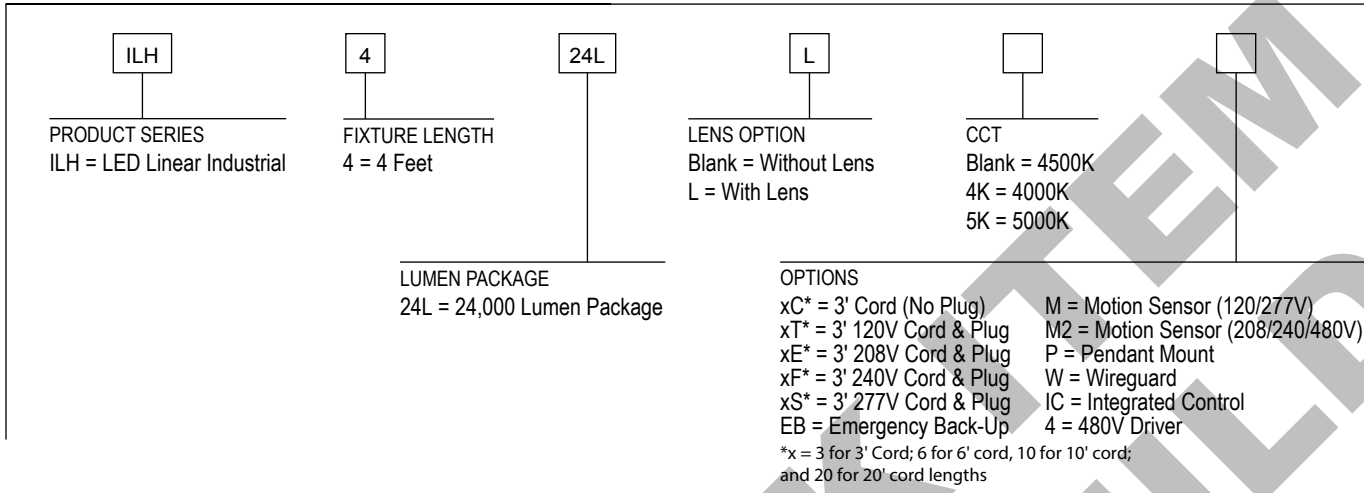 ILH 4 24L L
PRODUCT SERIES
ILH = LED Linear Industrial
FIXTURE LENGTH
4 = 4 Feet
LENS OPTION
Blank = Without Lens
L = With Lens
CCT
Blank = 4500K
4K = 4000K
5K = 5000K
LUMEN PACKAGE
24L = 24,000 Lumen Package
OPTIONS
xC* = 3' Cord (No Plug)
xT* = 3' 120V Cord & Plug
xE* = 3' 208V Cord & Plug
xF* = 3' 240V Cord & Plug
xS* = 3' 277V Cord & Plug
EB = Emergency Back-Up
M = Motion Sensor (120/277V)
M2 = Motion Sensor (208/240/480V)
P = Pendant Mount
W = Wireguard
IC = Integrated Control
4 = 480V Driver
*x = 3 for 3' Cord; 6 for 6' cord, 10 for 10' cord;
and 20 for 20' cord lengths
ITEM